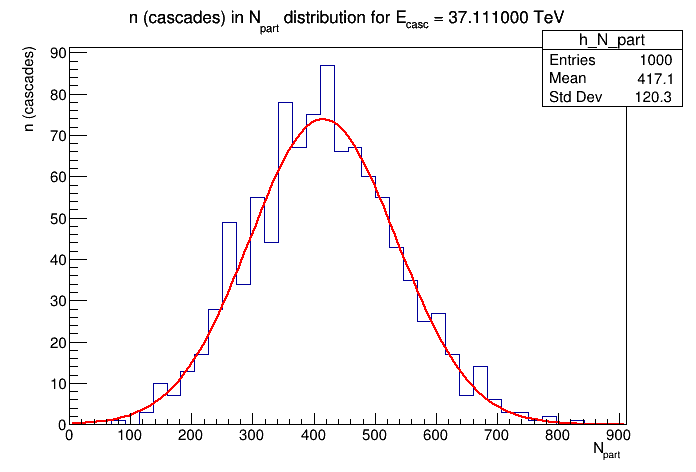 n (cascades) in N_part distribution for E_casc = 37.111000 TeV
h_N_part
Entries 1000
Mean 417.1
Std Dev 120.3
n (cascades)
90
80
70
60
50
40
30
20
10
0
0 100 200 300 400 500 600 700 800 900
N_part